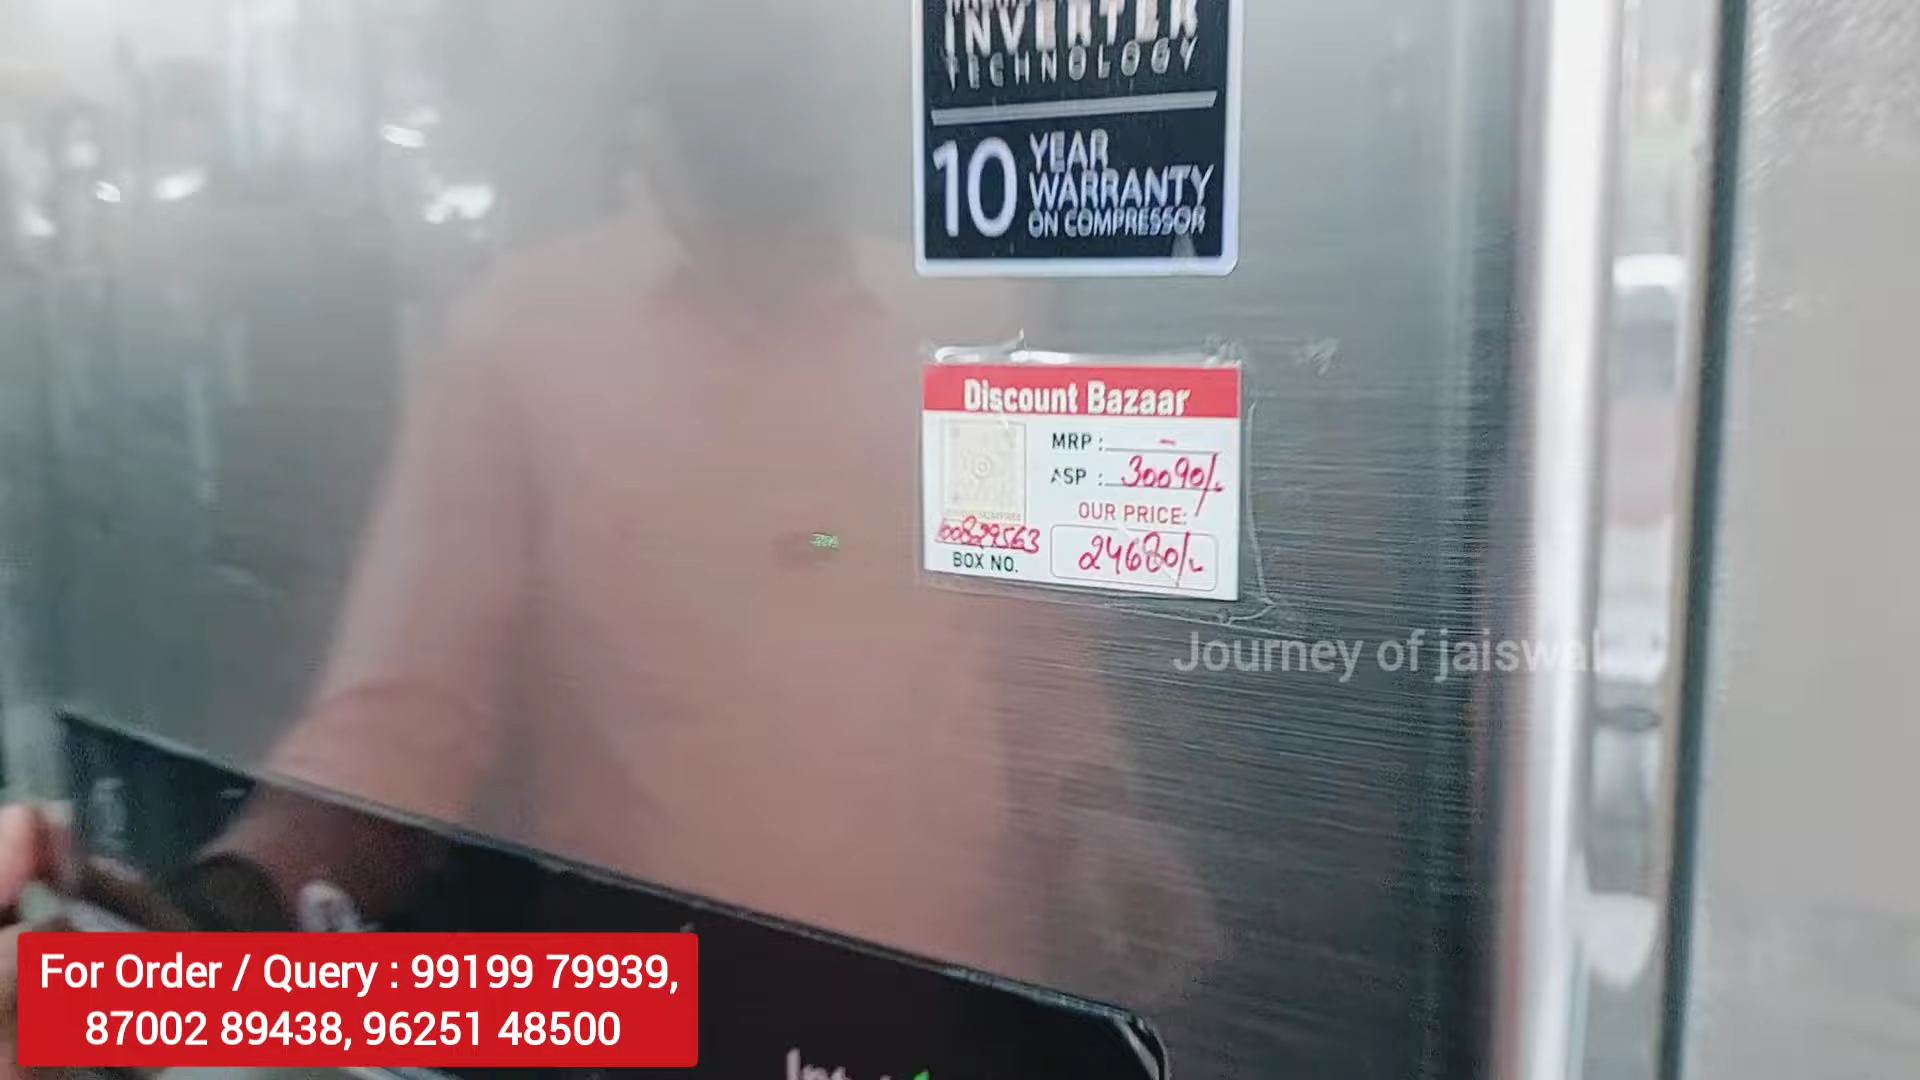 INVERTER
TECHNOLOGY
10 YEAR
WARRANTY
ON COMPRESSOR
Discount Bazaar
MRP : -
ASP : 30090/-
OUR PRICE:
24680/-
100829563
BOX NO.
Journey of jaiswal
For Order / Query : 99199 79939,
87002 89438, 96251 48500